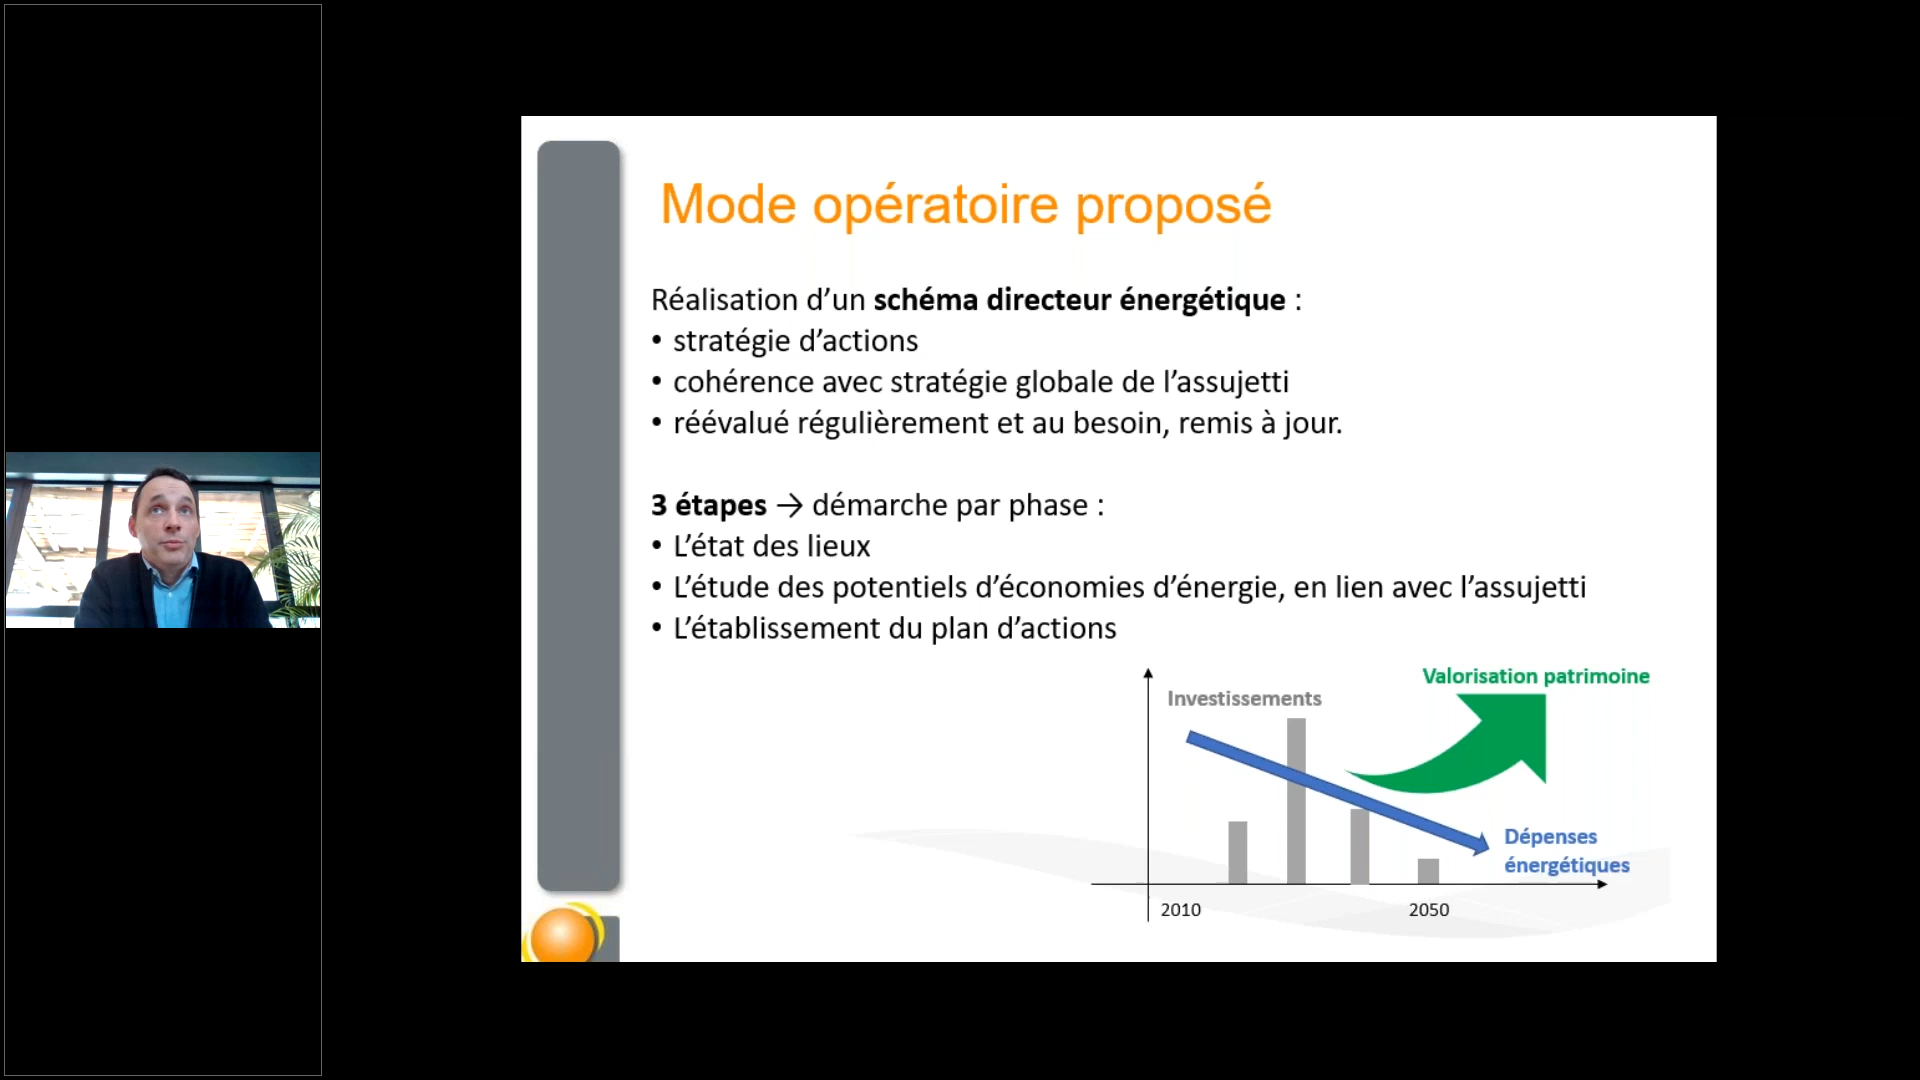 Mode opératoire proposé
Réalisation d’un schéma directeur énergétique :
• stratégie d’actions
• cohérence avec stratégie globale de l’assujetti
• réévalué régulièrement et au besoin, remis à jour.
3 étapes → démarche par phase :
• L’état des lieux
• L’étude des potentiels d’économies d’énergie, en lien avec l’assujetti
• L’établissement du plan d’actions
Valorisation patrimoine
Investissements
Dépenses
énergétiques
2010
2050